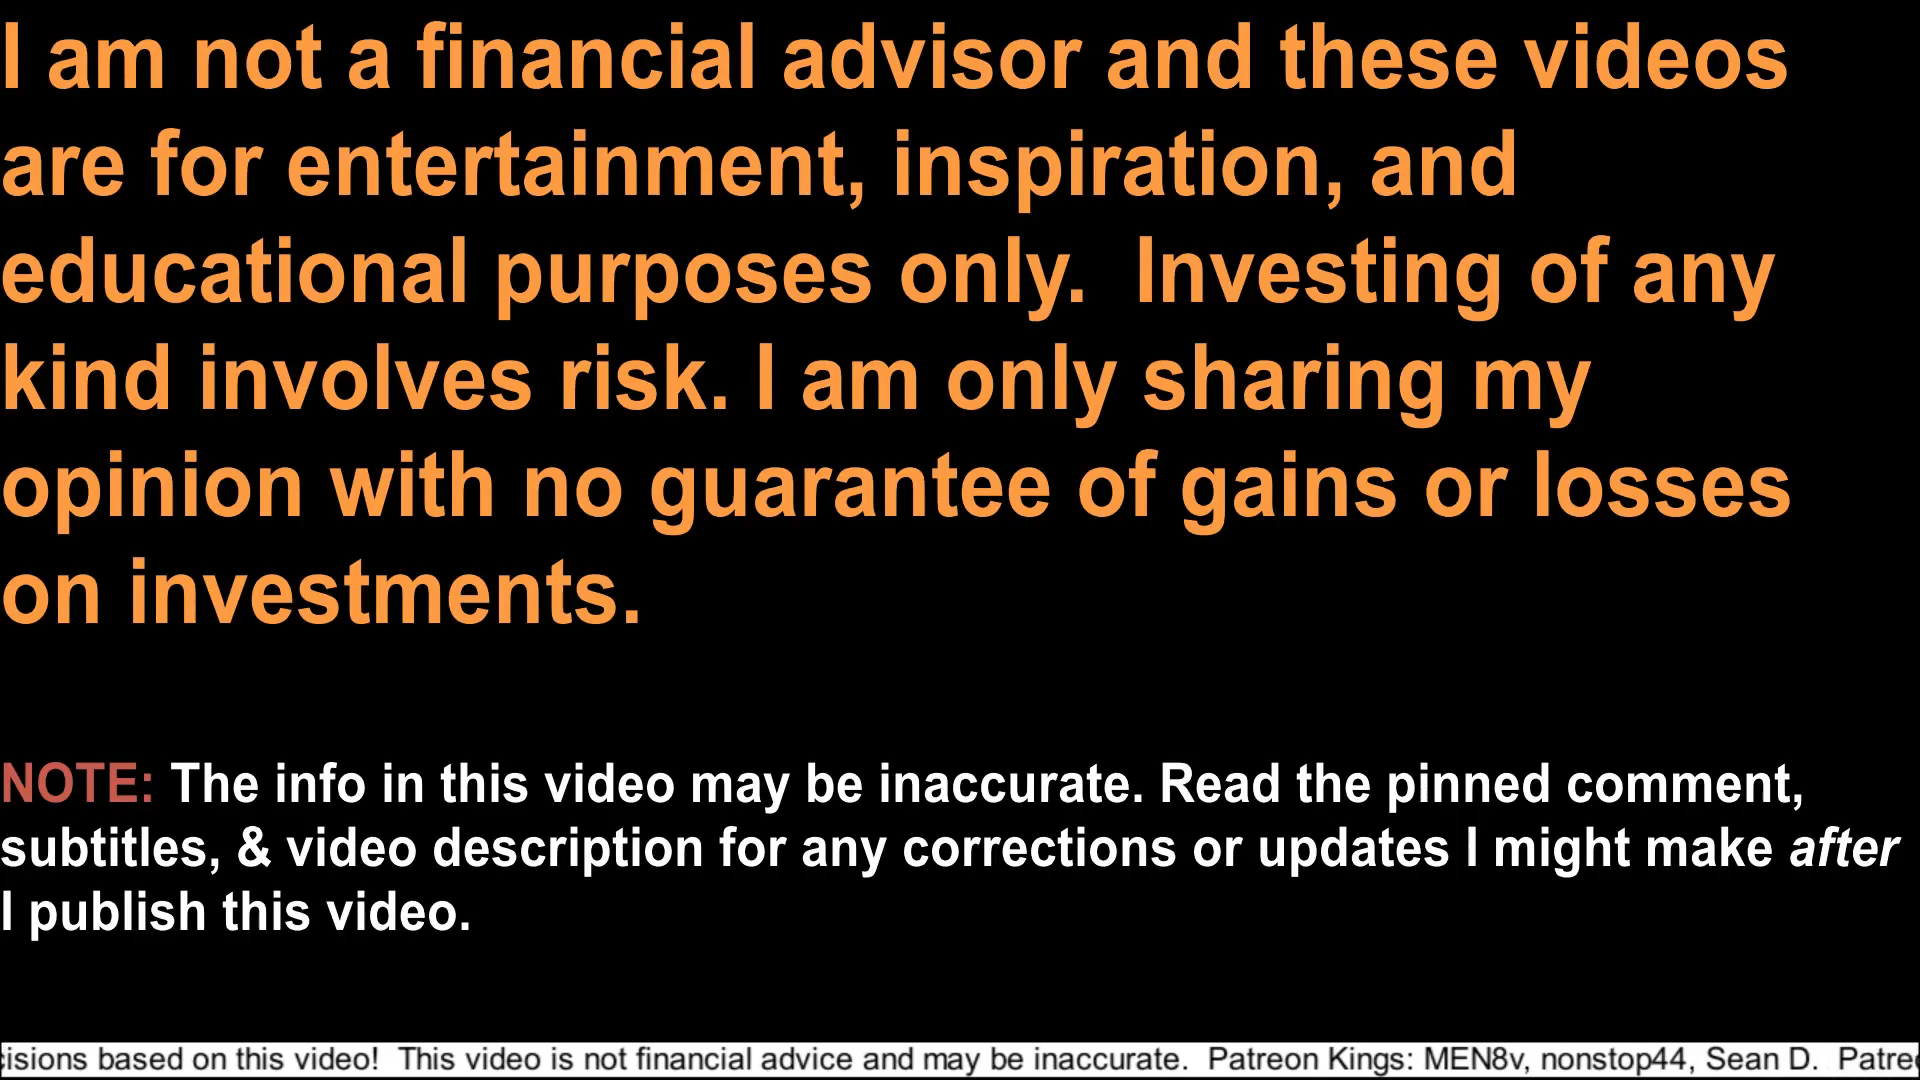 I am not a financial advisor and these videos
are for entertainment, inspiration, and
educational purposes only.  Investing of any
kind involves risk. I am only sharing my
opinion with no guarantee of gains or losses
on investments.
NOTE: The info in this video may be inaccurate. Read the pinned comment,
subtitles, & video description for any corrections or updates I might make after
I publish this video.
based on this video!  This video is not financial advice and may be inaccurate.  Patreon Kings: MEN8v, nonstop44, Sean D.